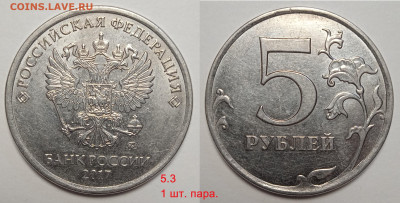 COINS.LAVE.RU
РОССИЙСКАЯ ФЕДЕРАЦИЯ
БАНК РОССИИ
2017
5
РУБЛЕЙ
5.3
1 шт. пара.